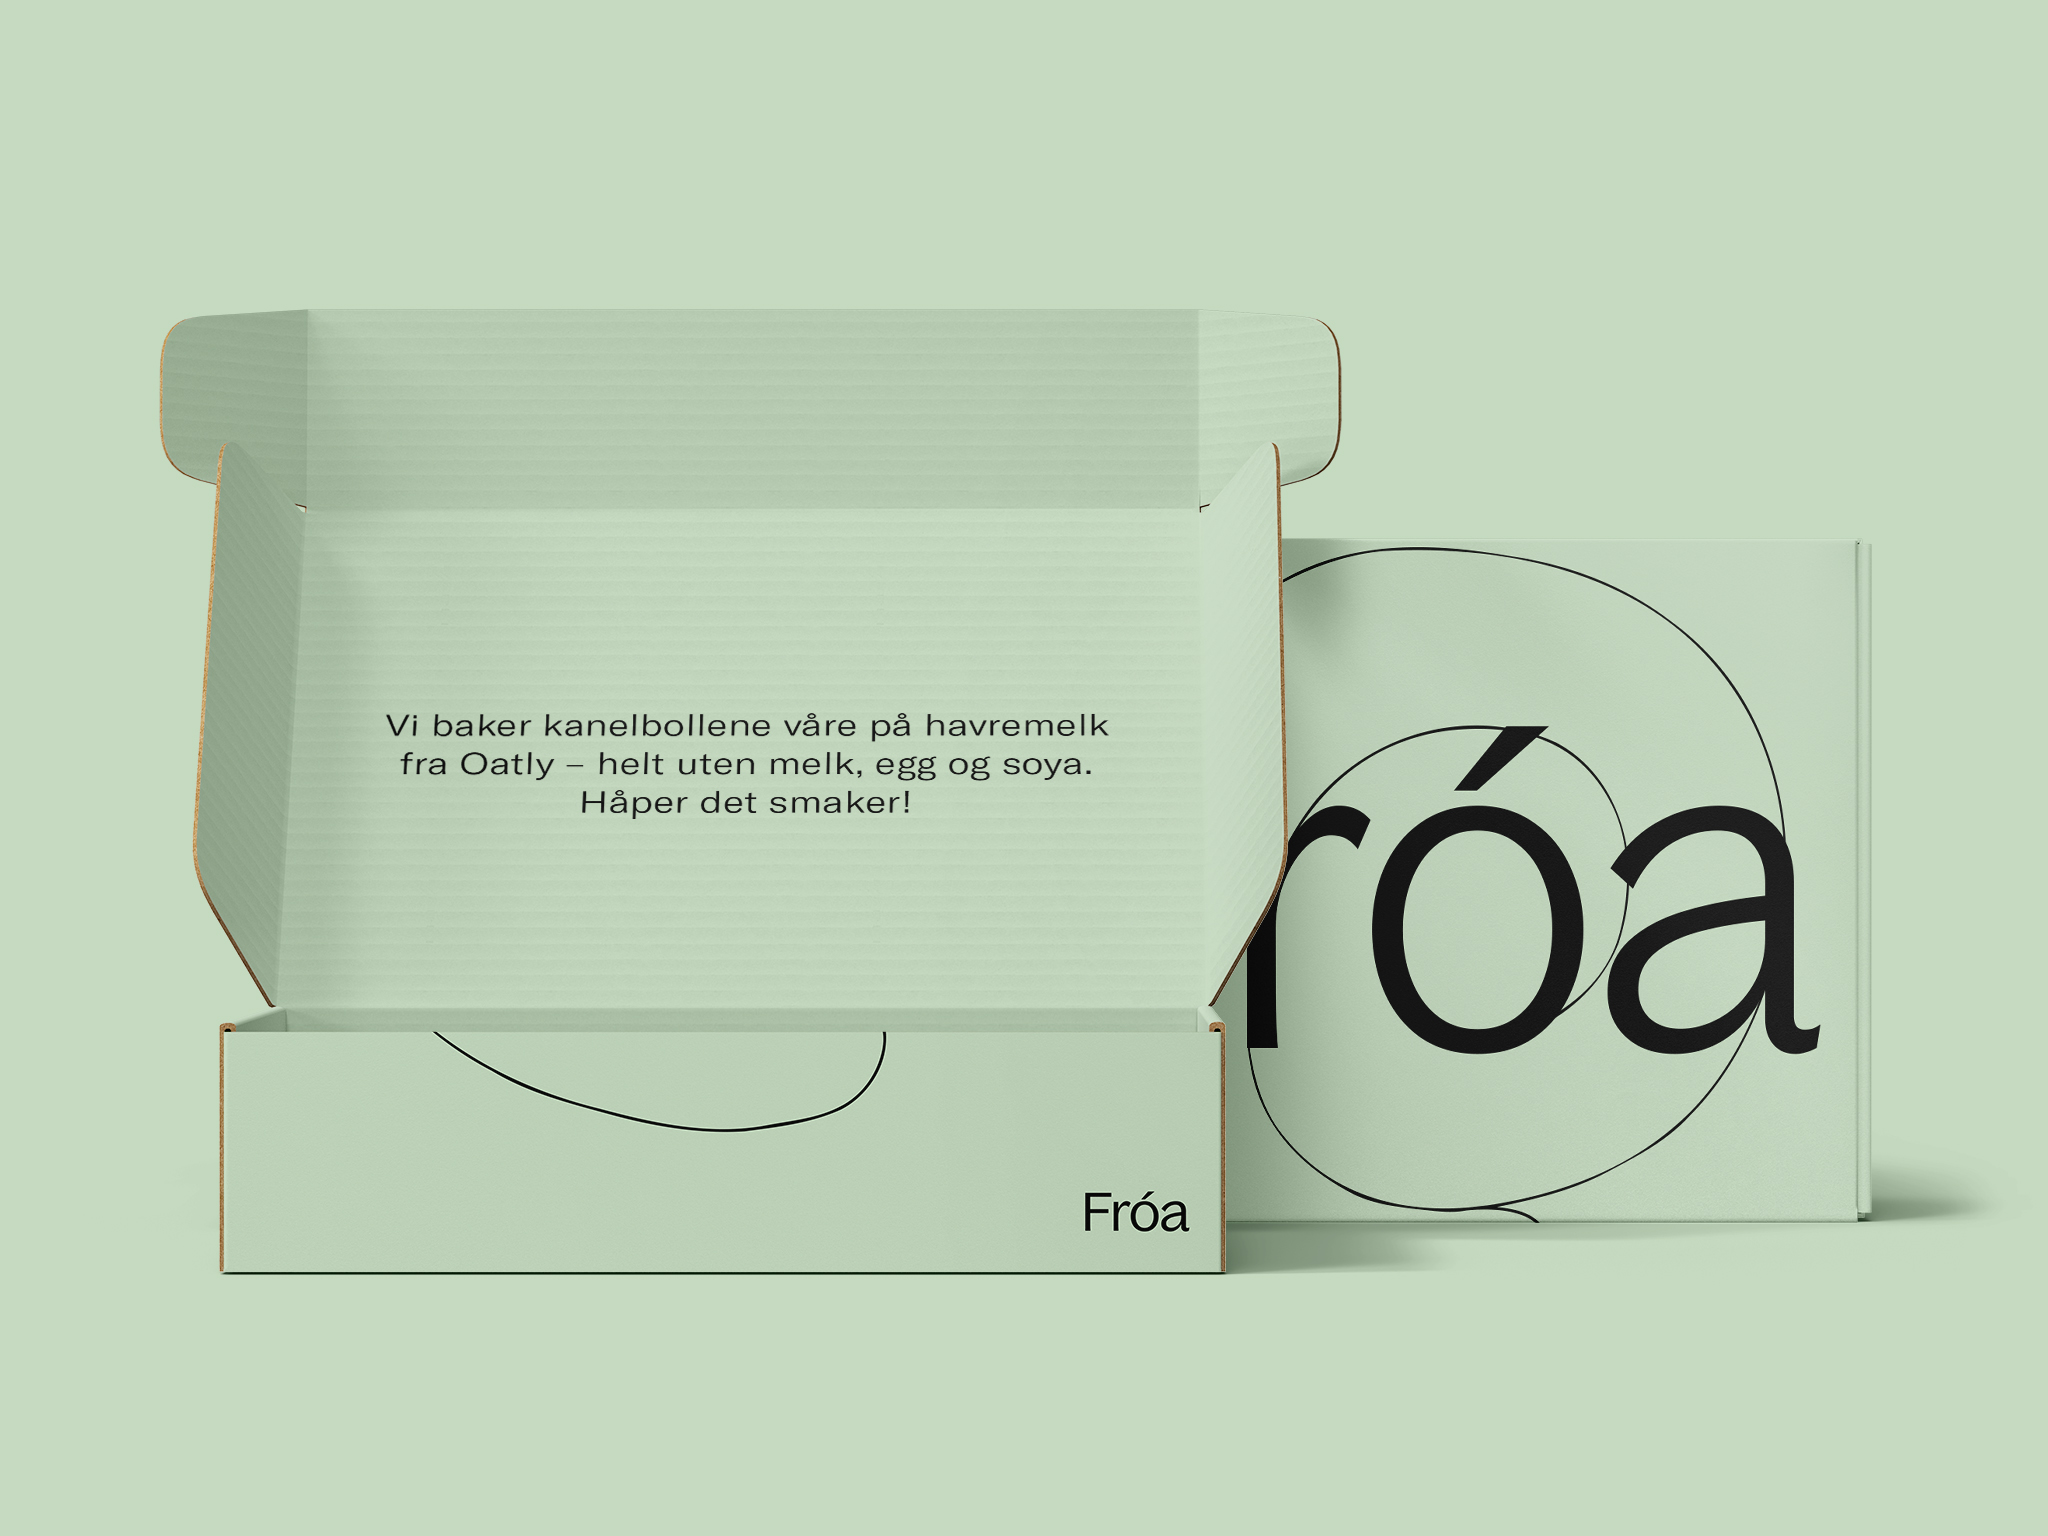 Vi baker kanelbollene våre på havremelk
fra Oatly – helt uten melk, egg og soya.
Håper det smaker!
Fróa
róa